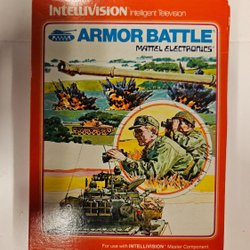 INTELLIVISION Intelligent Television
ARMOR BATTLE
MATTEL ELECTRONICS®
For use with INTELLIVISION Master Component